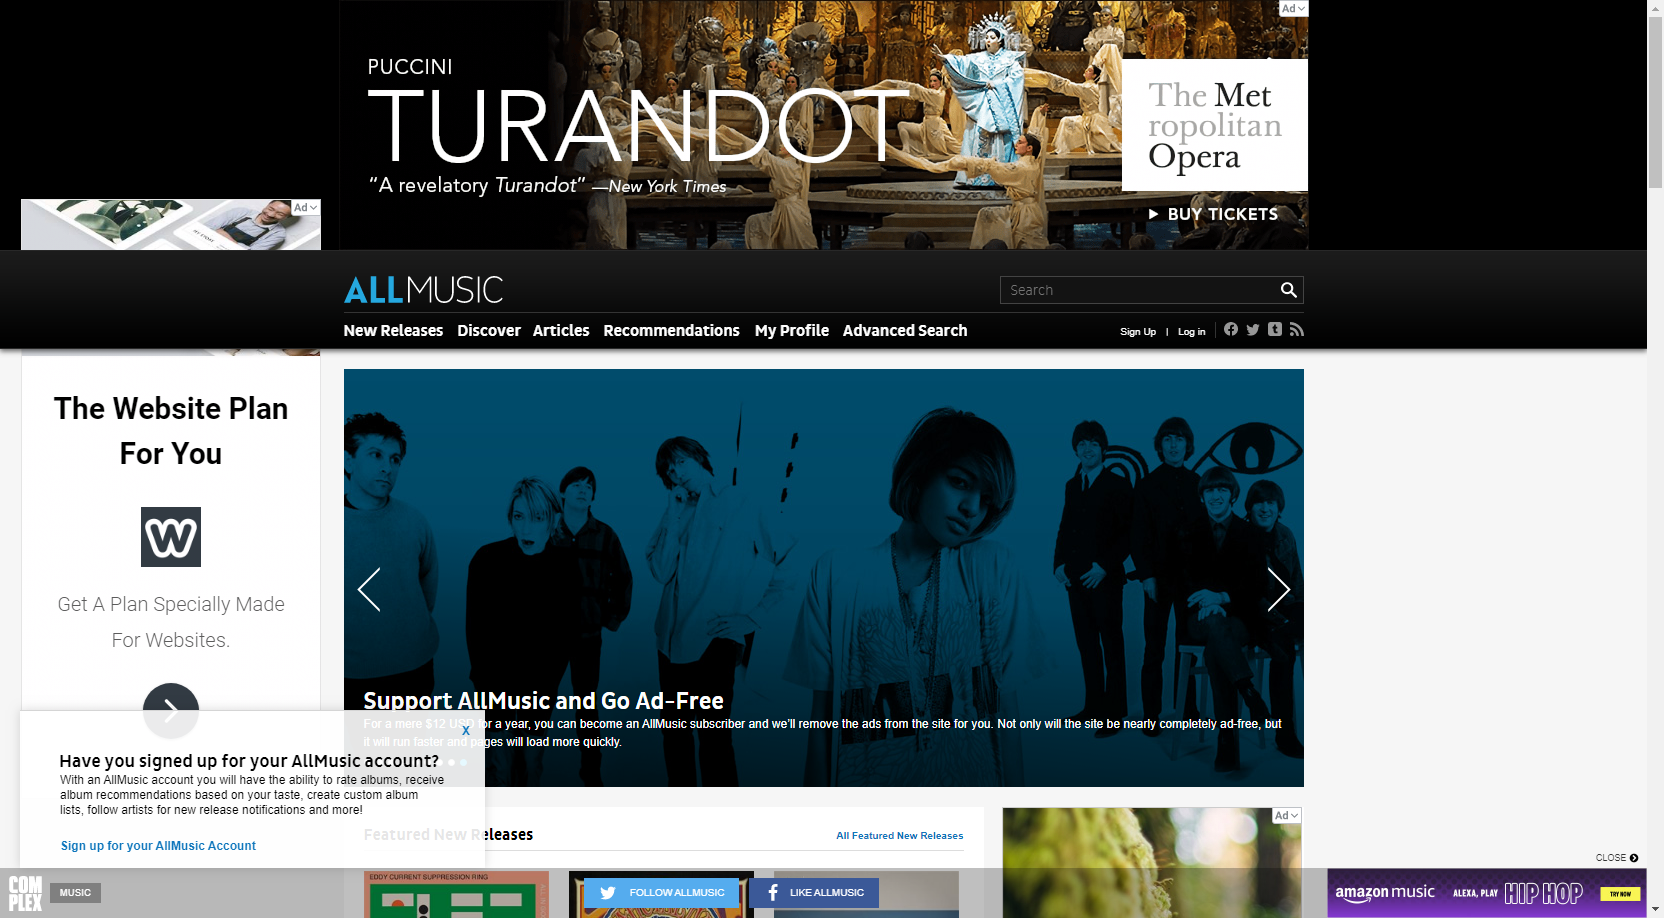 Ad
PUCCINI
TURANDOT
"A revelatory Turandot" —New York Times
The Met
ropolitan
Opera
BUY TICKETS
Ad
ALLMUSIC
Search
New Releases Discover Articles Recommendations My Profile Advanced Search
Sign Up | Log in
The Website Plan
For You
W
Get A Plan Specially Made
For Websites.
Support AllMusic and Go Ad-Free
For a mere $12 USD for a year, you can become an AllMusic subscriber and we'll remove the ads from the site for you. Not only will the site be nearly completely ad-free, but
it will run faster and pages will load more quickly.
X
Have you signed up for your AllMusic account?
With an AllMusic account you will have the ability to rate albums, receive
album recommendations based on your taste, create custom album
lists, follow artists for new release notifications and more!
Sign up for your AllMusic Account
Featured New Releases
All Featured New Releases
Ad
CLOSE
EDDY CURRENT SUPPRESSION RING
COMPLEX
MUSIC
FOLLOW ALLMUSIC
LIKE ALLMUSIC
amazon music ALEXA, PLAY HIP HOP TRY NOW